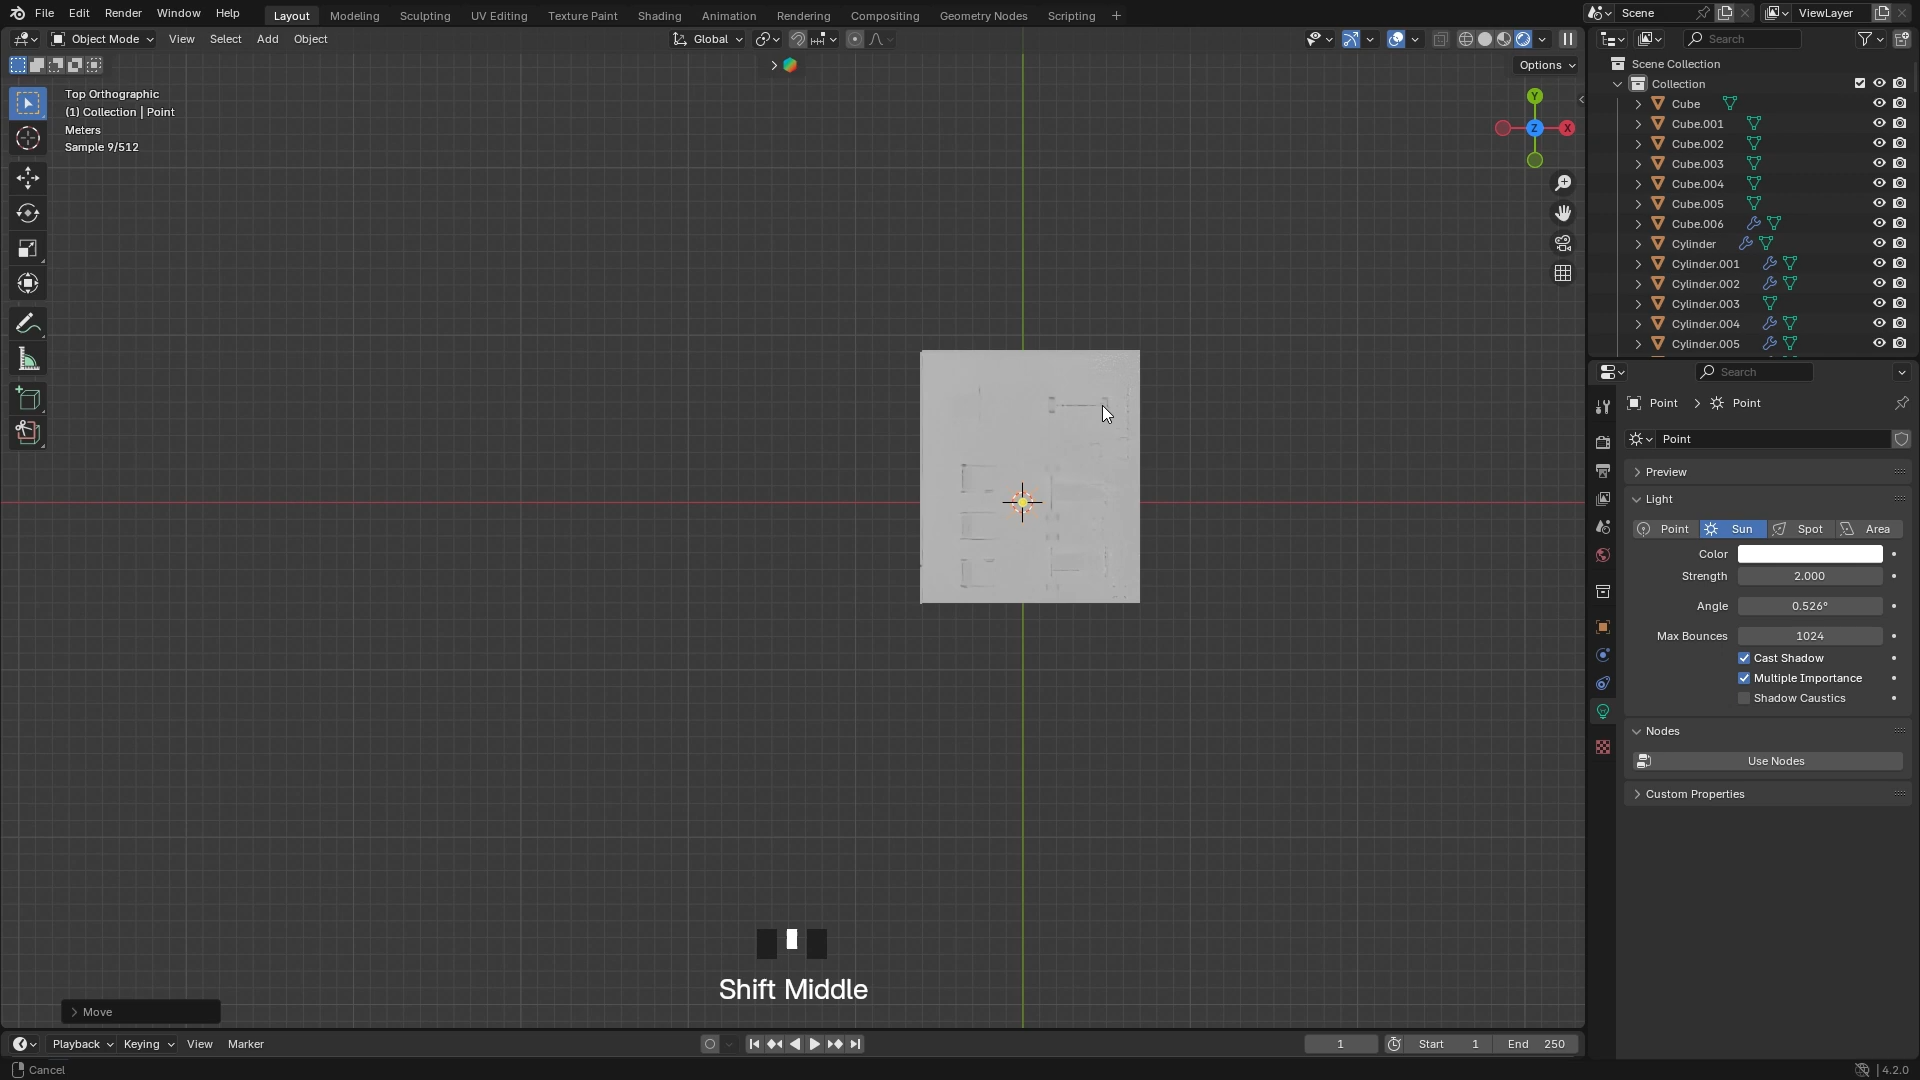 File Edit Render Window Help
Layout Modeling Sculpting UV Editing Texture Paint Shading Animation Rendering Compositing Geometry Nodes Scripting
Scene
ViewLayer
Object Mode View Select Add Object
Global
Search
Options
Top Orthographic
(1) Collection | Point
Meters
Sample 9/512
Y
Z
X
Scene Collection
Collection
Cube
Cube.001
Cube.002
Cube.003
Cube.004
Cube.005
Cube.006
Cylinder
Cylinder.001
Cylinder.002
Cylinder.003
Cylinder.004
Cylinder.005
Search
Point > Point
Point
Preview
Light
Point Sun Spot Area
Color
Strength 2.000
Angle 0.526°
Max Bounces 1024
Cast Shadow
Multiple Importance
Shadow Caustics
Nodes
Use Nodes
Custom Properties
Shift Middle
Move
Playback Keying View Marker
1
Start 1
End 250
Cancel
4.2.0